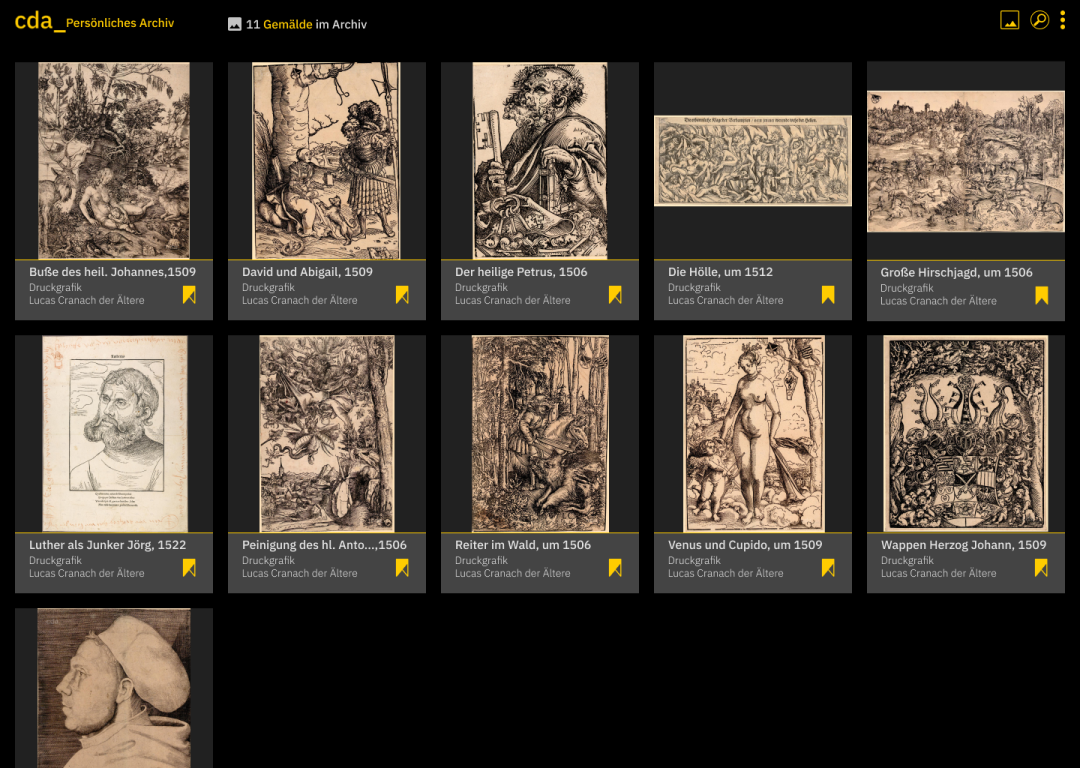 cda_Persönliches Archiv
11 Gemälde im Archiv
Buße des heil. Johannes,1509
Druckgrafik
Lucas Cranach der Ältere
David und Abigail, 1509
Druckgrafik
Lucas Cranach der Ältere
Der heilige Petrus, 1506
Druckgrafik
Lucas Cranach der Ältere
Die Hölle, um 1512
Druckgrafik
Lucas Cranach der Ältere
Große Hirschjagd, um 1506
Druckgrafik
Lucas Cranach der Ältere
Luther als Junker Jörg, 1522
Druckgrafik
Lucas Cranach der Ältere
Peinigung des hl. Anto...,1506
Druckgrafik
Lucas Cranach der Ältere
Reiter im Wald, um 1506
Druckgrafik
Lucas Cranach der Ältere
Venus und Cupido, um 1509
Druckgrafik
Lucas Cranach der Ältere
Wappen Herzog Johann, 1509
Druckgrafik
Lucas Cranach der Ältere